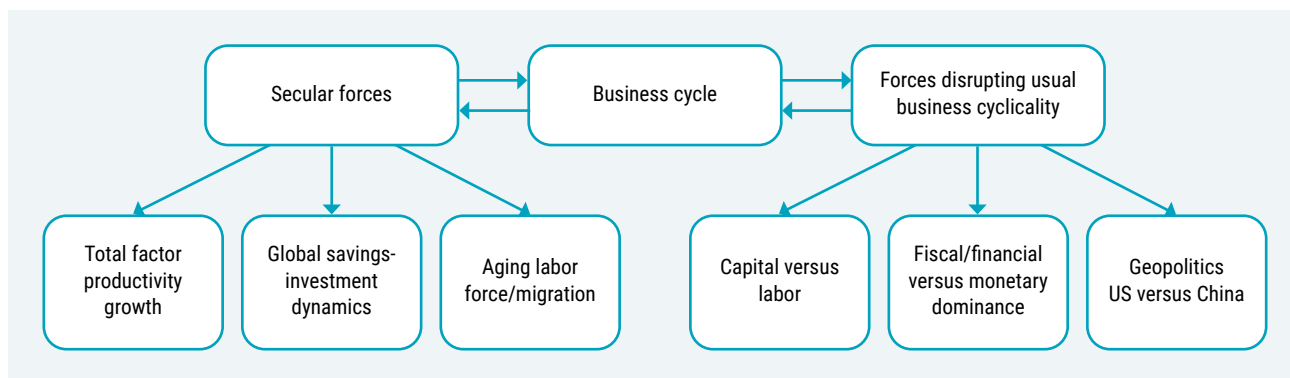 Secular forces
Business cycle
Forces disrupting usual
business cyclicality
Total factor
productivity
growth
Global savings-
investment
dynamics
Aging labor
force/migration
Capital versus
labor
Fiscal/financial
versus monetary
dominance
Geopolitics
US versus China